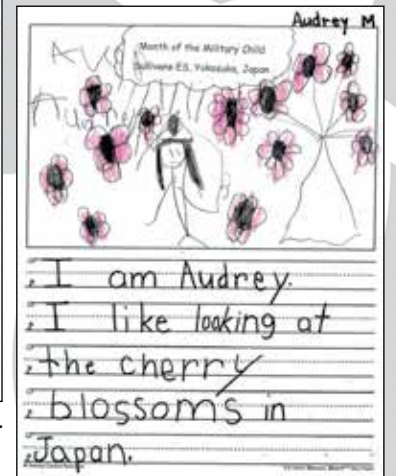 Audrey M
Month of the Military Child
Sullivans ES, Yokosuka, Japan
I am Audrey.
I like looking at
the cherry
blossoms in
Japan.